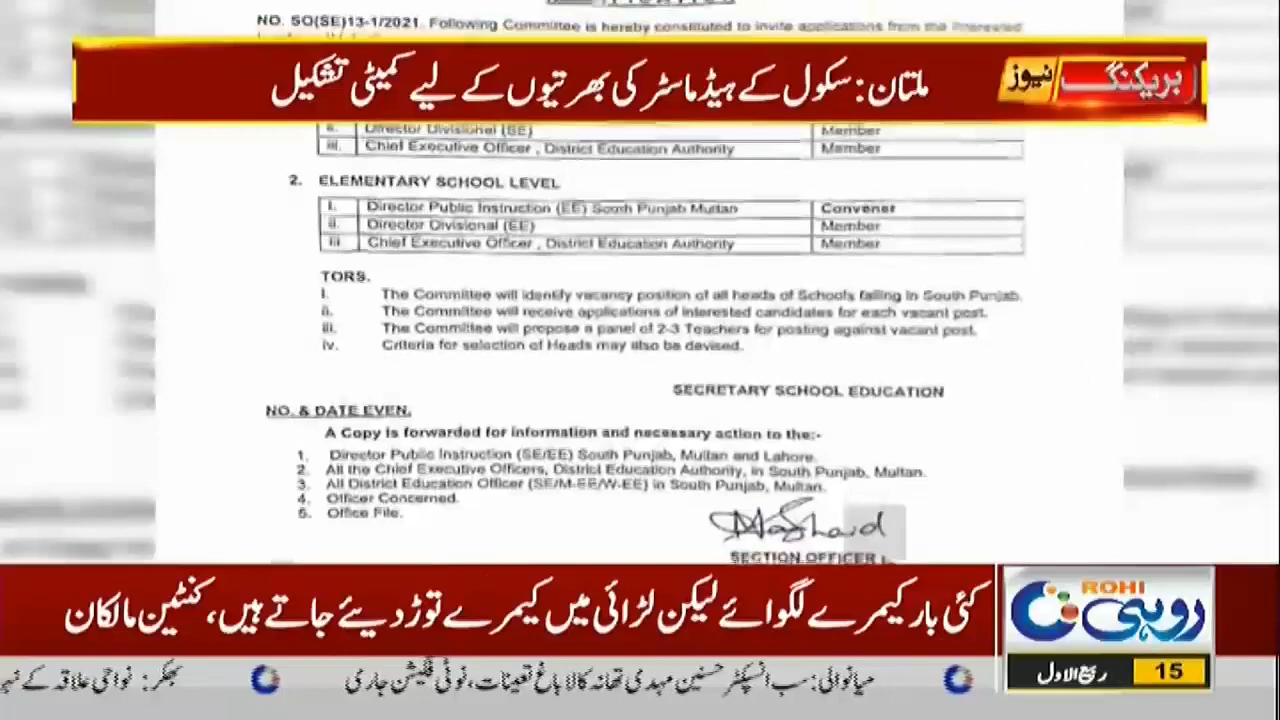 NO. SO(SE)13-1/2021. Following Committee is hereby constituted to invite applications from the interested
بریکنگ نیوز
ملتان: سکول کے ہیڈ ماسٹر کی بھرتیوں کے لیے کمیٹی تشکیل
ii. Director Divisional (SE) Member
iii. Chief Executive Officer , District Education Authority Member
2. ELEMENTARY SCHOOL LEVEL
i. Director Public Instruction (EE) South Punjab Multan Convener
ii. Director Divisional (EE) Member
iii Chief Executive Officer , District Education Authority Member
TORS.
i. The Committee will identify vacancy position of all heads of Schools falling in South Punjab.
ii. The Committee will receive applications of interested candidates for each vacant post.
iii. The Committee will propose a panel of 2-3 Teachers for posting against vacant post.
iv. Criteria for selection of Heads may also be devised.
SECRETARY SCHOOL EDUCATION
NO. & DATE EVEN.
A Copy is forwarded for information and necessary action to the:-
1. Director Public Instruction (SE/EE) South Punjab, Multan and Lahore.
2. All the Chief Executive Officers, District Education Authority, in South Punjab, Multan.
3. All District Education Officer (SE/M-EE/W-EE) in South Punjab, Multan.
4. Officer Concerned.
5. Office File.
SECTION OFFICER
کئی بار کیمرے لگوائے لیکن لڑائی میں کیمرے توڑ دیئے جاتے ہیں، کنٹین مالکان
ROHI
روہی
15 ربیع الاول
میانوالی: سب انسپکٹر حسنین مہدی تھانہ کالاباغ تعینات، نوٹی فکیشن جاری
بھکر: نواحی علاقہ کے